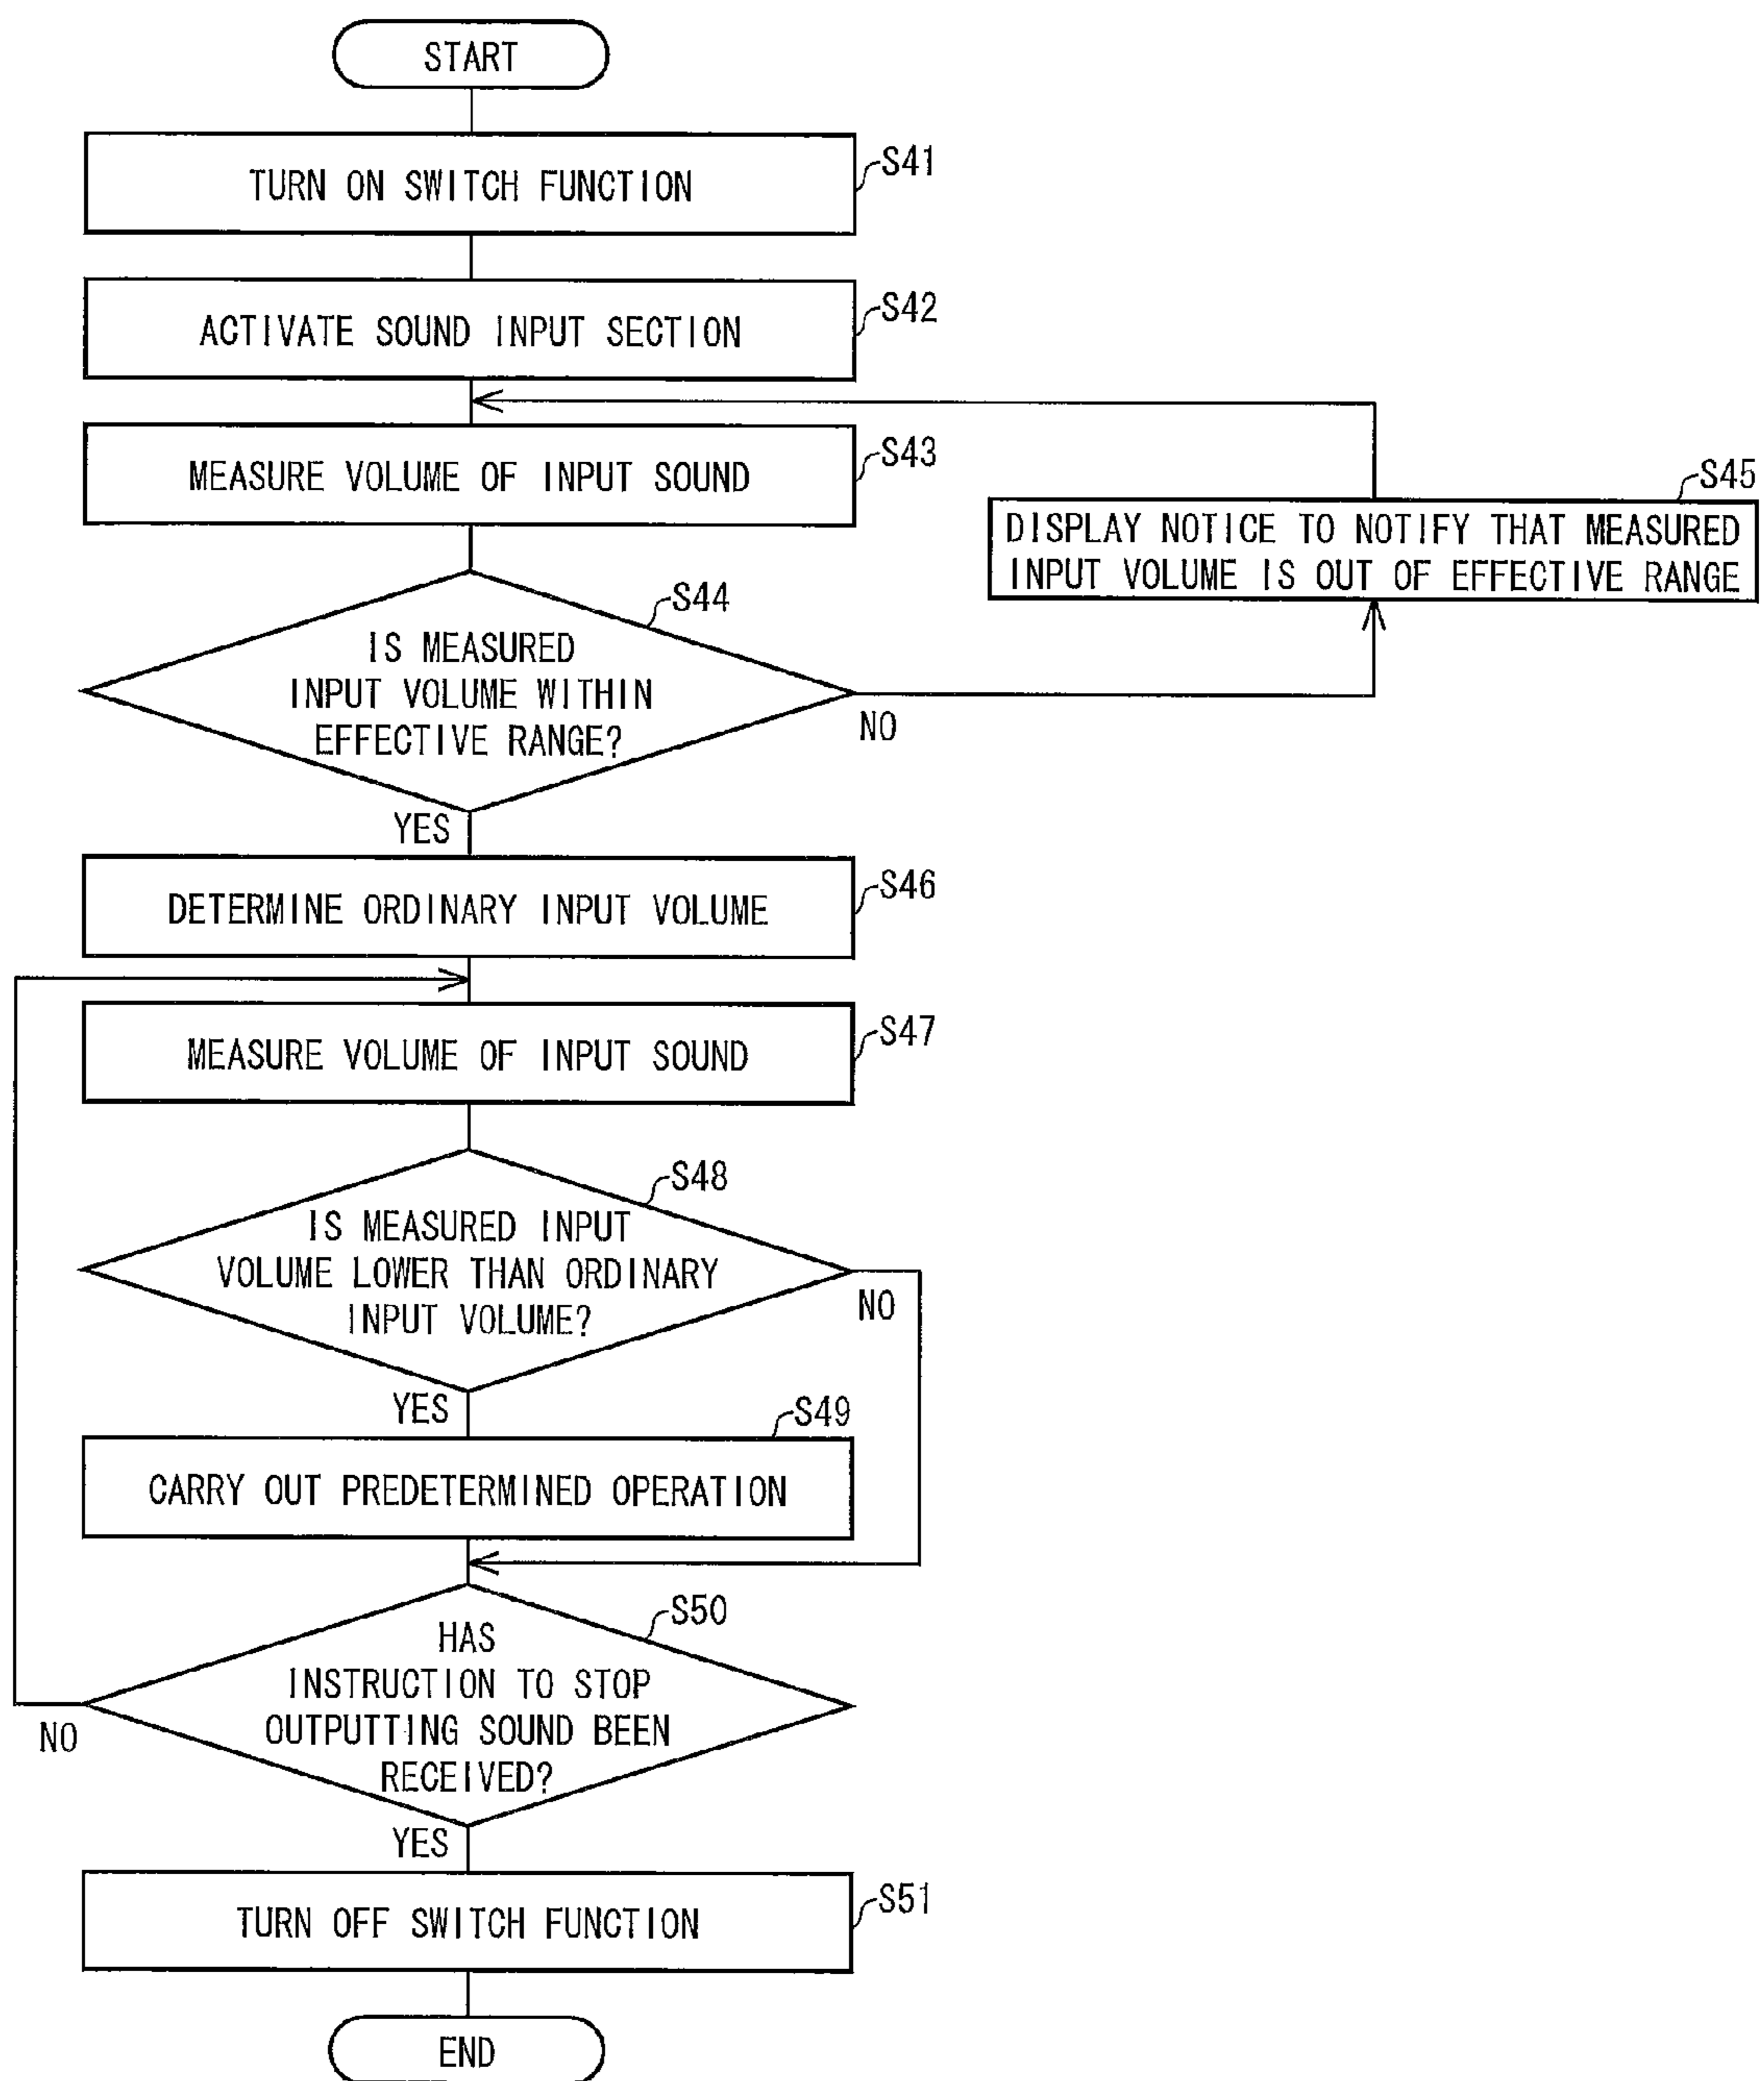 START
TURN ON SWITCH FUNCTION
S41
ACTIVATE SOUND INPUT SECTION
S42
MEASURE VOLUME OF INPUT SOUND
S43
S45
DISPLAY NOTICE TO NOTIFY THAT MEASURED
INPUT VOLUME IS OUT OF EFFECTIVE RANGE
S44
IS MEASURED
INPUT VOLUME WITHIN
EFFECTIVE RANGE?
NO
YES
DETERMINE ORDINARY INPUT VOLUME
S46
MEASURE VOLUME OF INPUT SOUND
S47
S48
IS MEASURED INPUT
VOLUME LOWER THAN ORDINARY
INPUT VOLUME?
NO
YES
S49
CARRY OUT PREDETERMINED OPERATION
S50
HAS
INSTRUCTION TO STOP
OUTPUTTING SOUND BEEN
RECEIVED?
NO
YES
TURN OFF SWITCH FUNCTION
S51
END